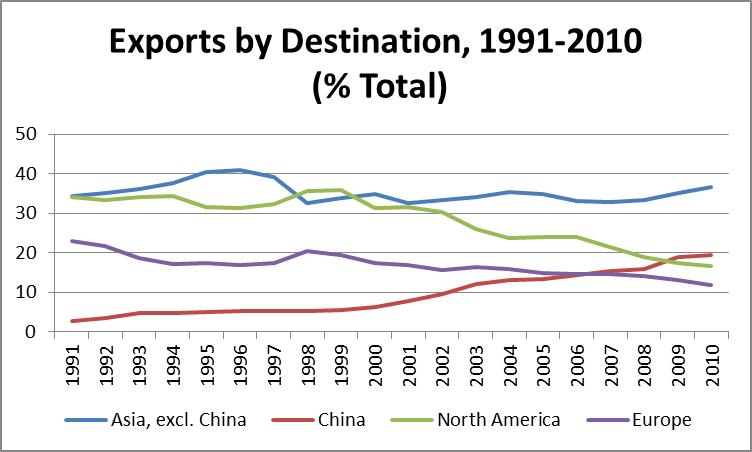 Exports by Destination, 1991-2010
(% Total)
50
40
30
20
10
0
1991 1992 1993 1994 1995 1996 1997 1998 1999 2000 2001 2002 2003 2004 2005 2006 2007 2008 2009 2010
Asia, excl. China China North America Europe